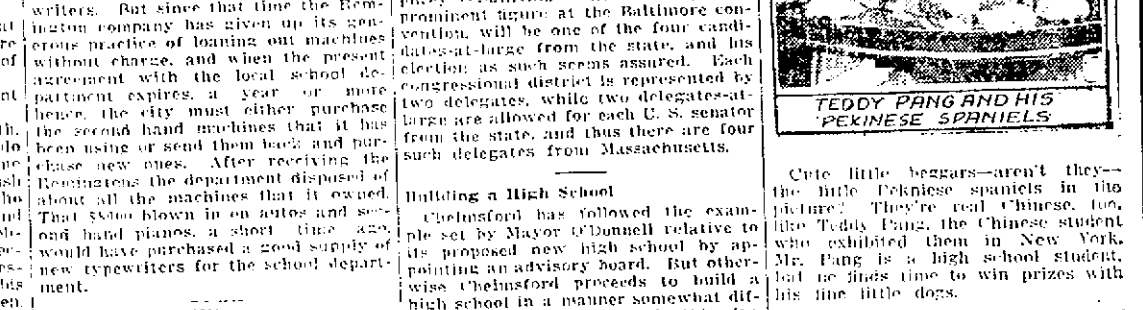 writers. But since that time the Rem-
ington company has given up its gen-
erous practice of loaning out machines
without charge, and when the present
agreement with the local school de-
partment expires, a year or more
hence, the city must either purchase
the second hand machines that it has
been using or send them back and pur-
chase new ones. After receiving the
Remingtons the department disposed of
about all the machines that it owned.
That blown in on autos and sec-
ond hand pianos, a short time ago,
would have purchased a good supply of
new typewriters for the school depart-
ment.
prominent figure at the Baltimore con-
vention, will be one of the four candi-
dates-at-large from the state, and his
election as such seems assured. Each
congressional district is represented by
two delegates, while two delegates-at-
large are allowed for each U. S. senator
from the state, and thus there are four
such delegates from Massachusetts.
Building a High School
Chelmsford has followed the exam-
ple set by Mayor O'Donnell relative to
its proposed new high school by ap-
pointing an advisory board. But other-
wise Chelmsford proceeds to build a
high school in a manner somewhat dif-
TEDDY PANG AND HIS
PEKINESE SPANIELS
Cute little beggars—aren't they—
the little Pekniese spaniels in the
picture? They're real Chinese, too,
like Teddy Pang, the Chinese student
who exhibited them in New York.
Mr. Pang is a high school student,
but he finds time to win prizes with
his fine little dogs.